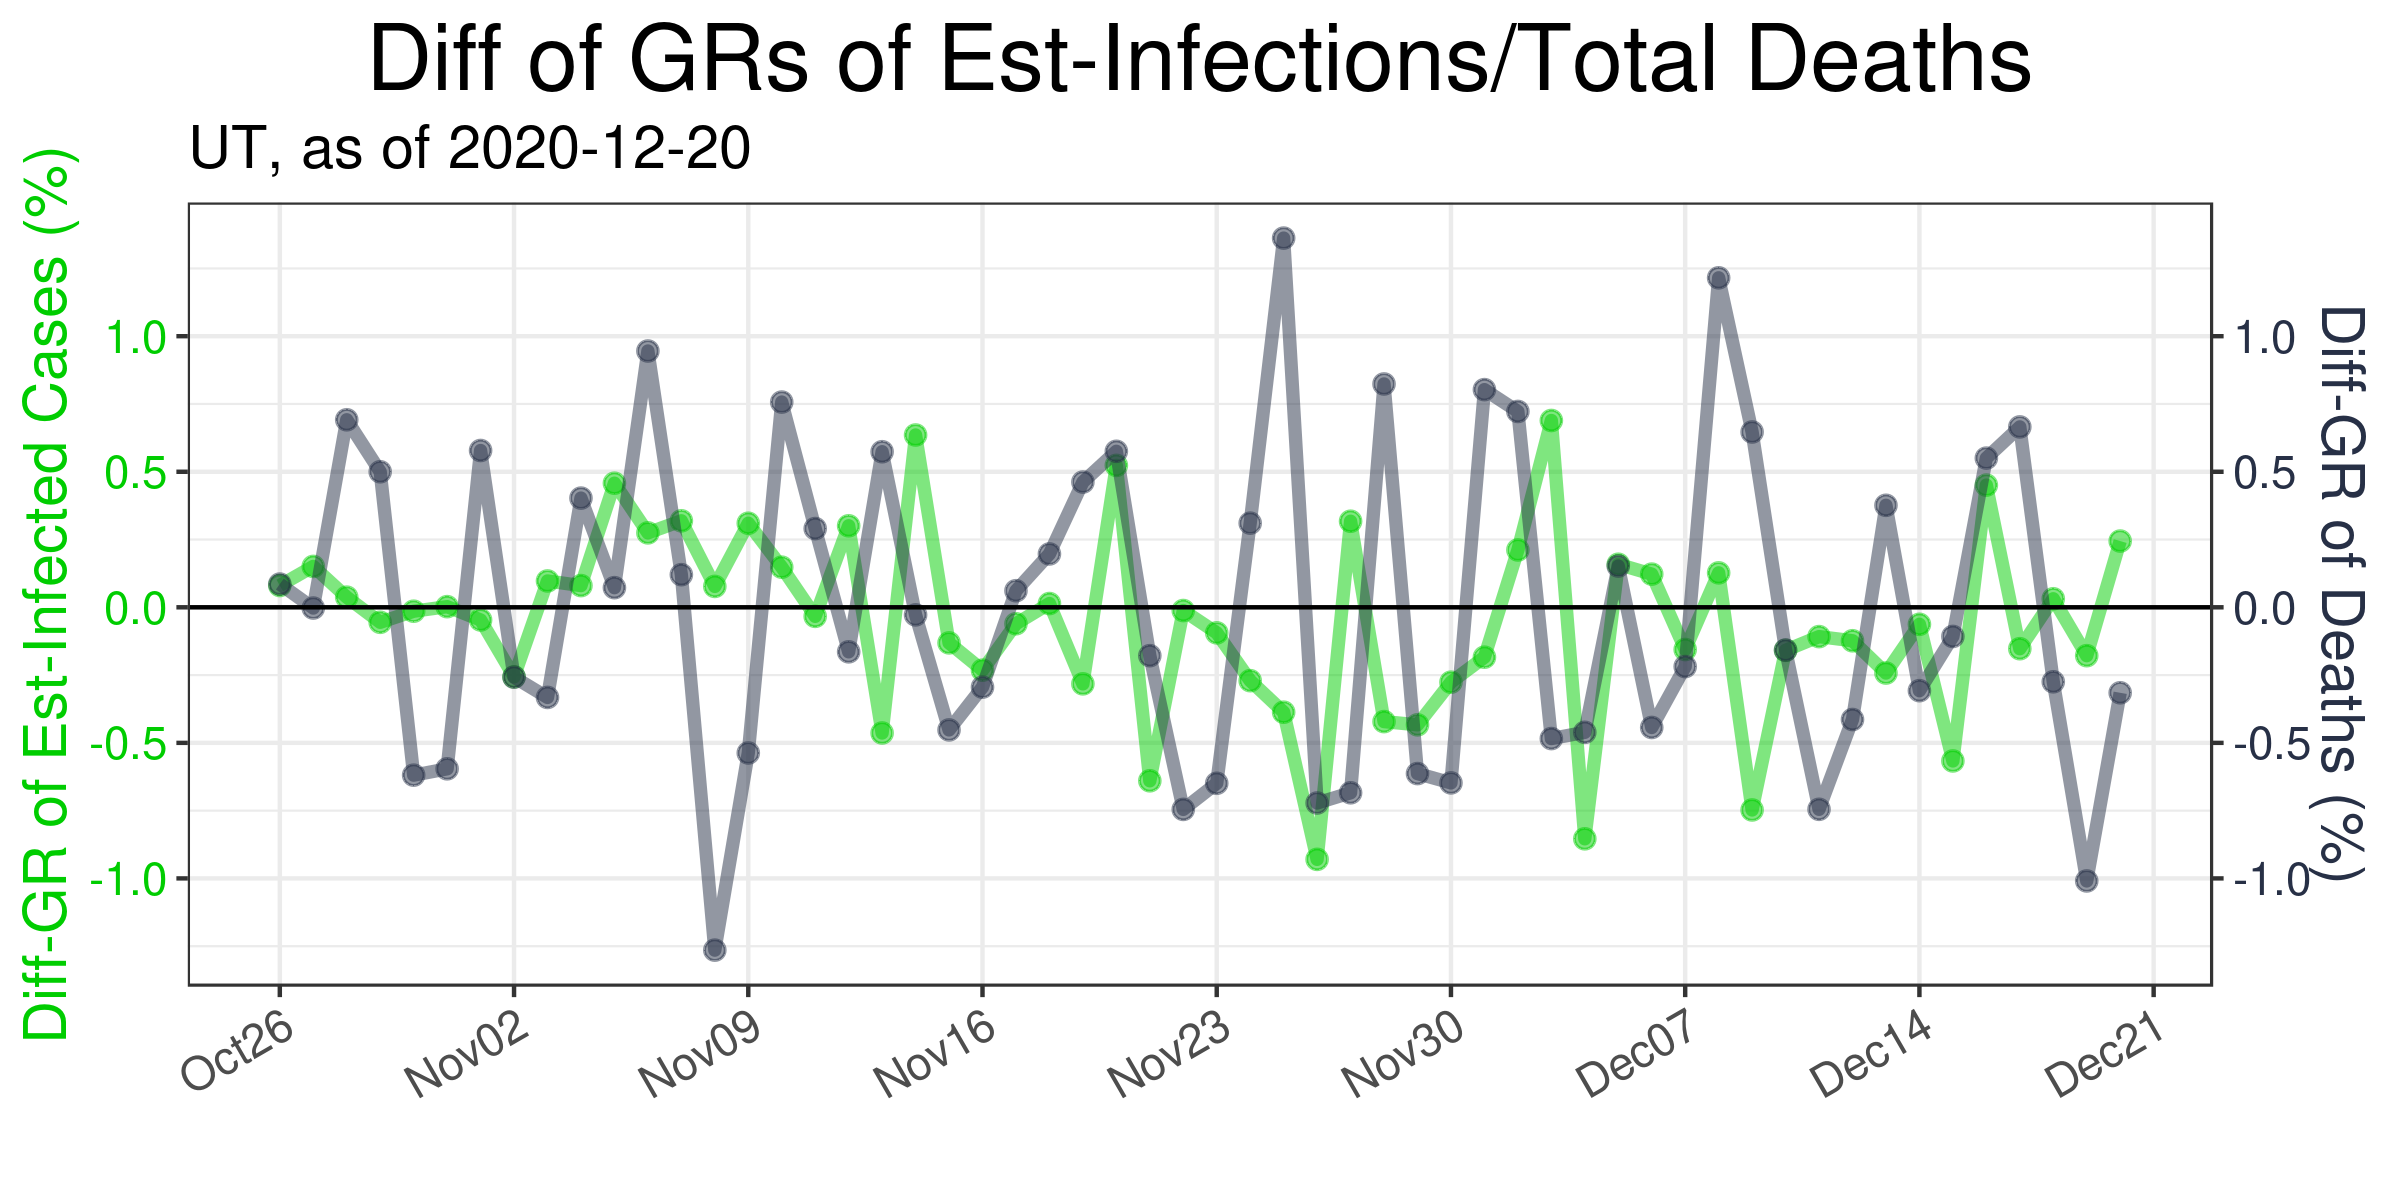 Diff of GRs of Est-Infections/Total Deaths
UT, as of 2020-12-20
Diff-GR of Est-Infected Cases (%)
1.0
0.5
0.0
-0.5
-1.0
1.0
0.5
0.0
-0.5
-1.0
Diff-GR of Deaths (%)
Oct26
Nov02
Nov09
Nov16
Nov23
Nov30
Dec07
Dec14
Dec21